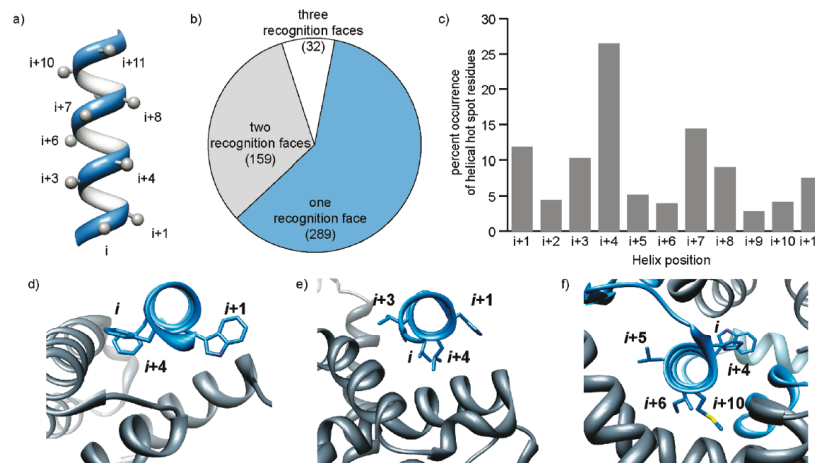 a)
i+10
i+11
i+7
i+8
i+6
i+3
i+4
i+1
i
b)
three
recognition faces
(32)
two
recognition faces
(159)
one
recognition face
(289)
c)
percent occurrence
of helical hot spot residues
30
25
20
15
10
5
0
i+1 i+2 i+3 i+4 i+5 i+6 i+7 i+8 i+9 i+10 i+1
Helix position
d)
i
i+1
i+4
e)
i+3
i+1
i
i+4
f)
i
i+5
i+4
i+6
i+10